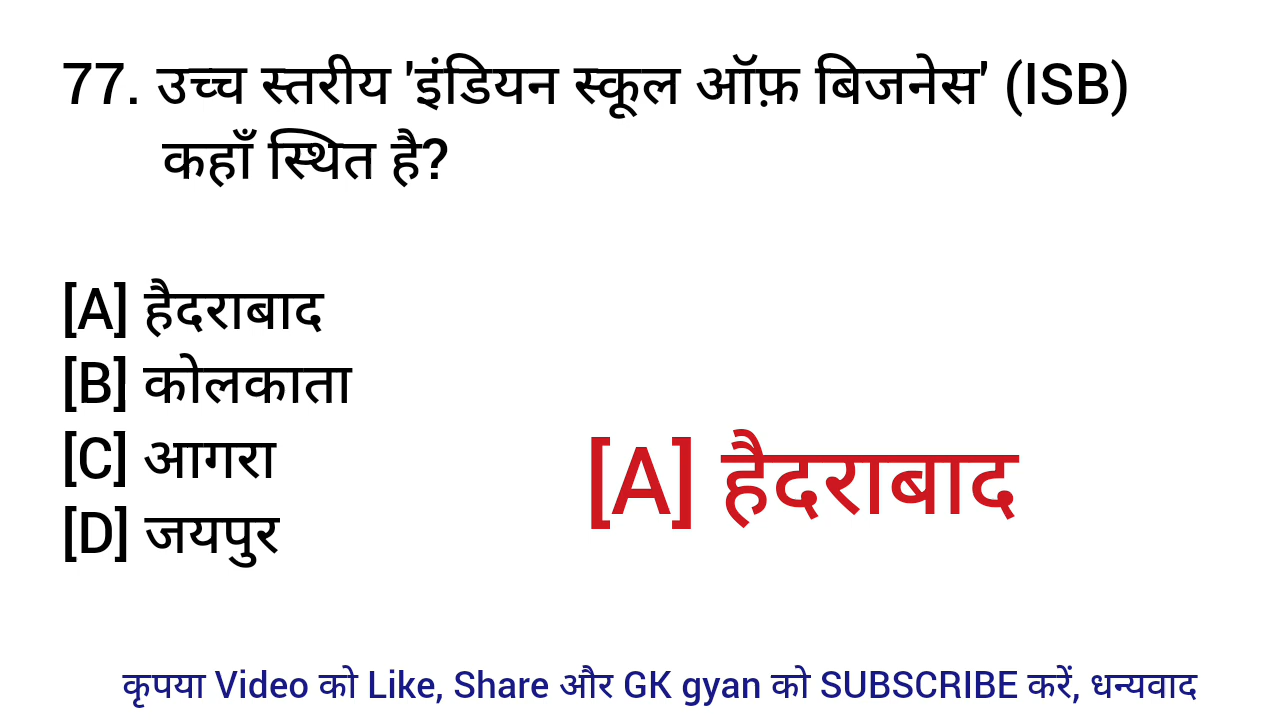 77. उच्च स्तरीय 'इंडियन स्कूल ऑफ़ बिजनेस' (ISB)
कहाँ स्थित है?
[A] हैदराबाद
[B] कोलकाता
[C] आगरा
[D] जयपुर
[A] हैदराबाद
कृपया Video को Like, Share और GK gyan को SUBSCRIBE करें, धन्यवाद